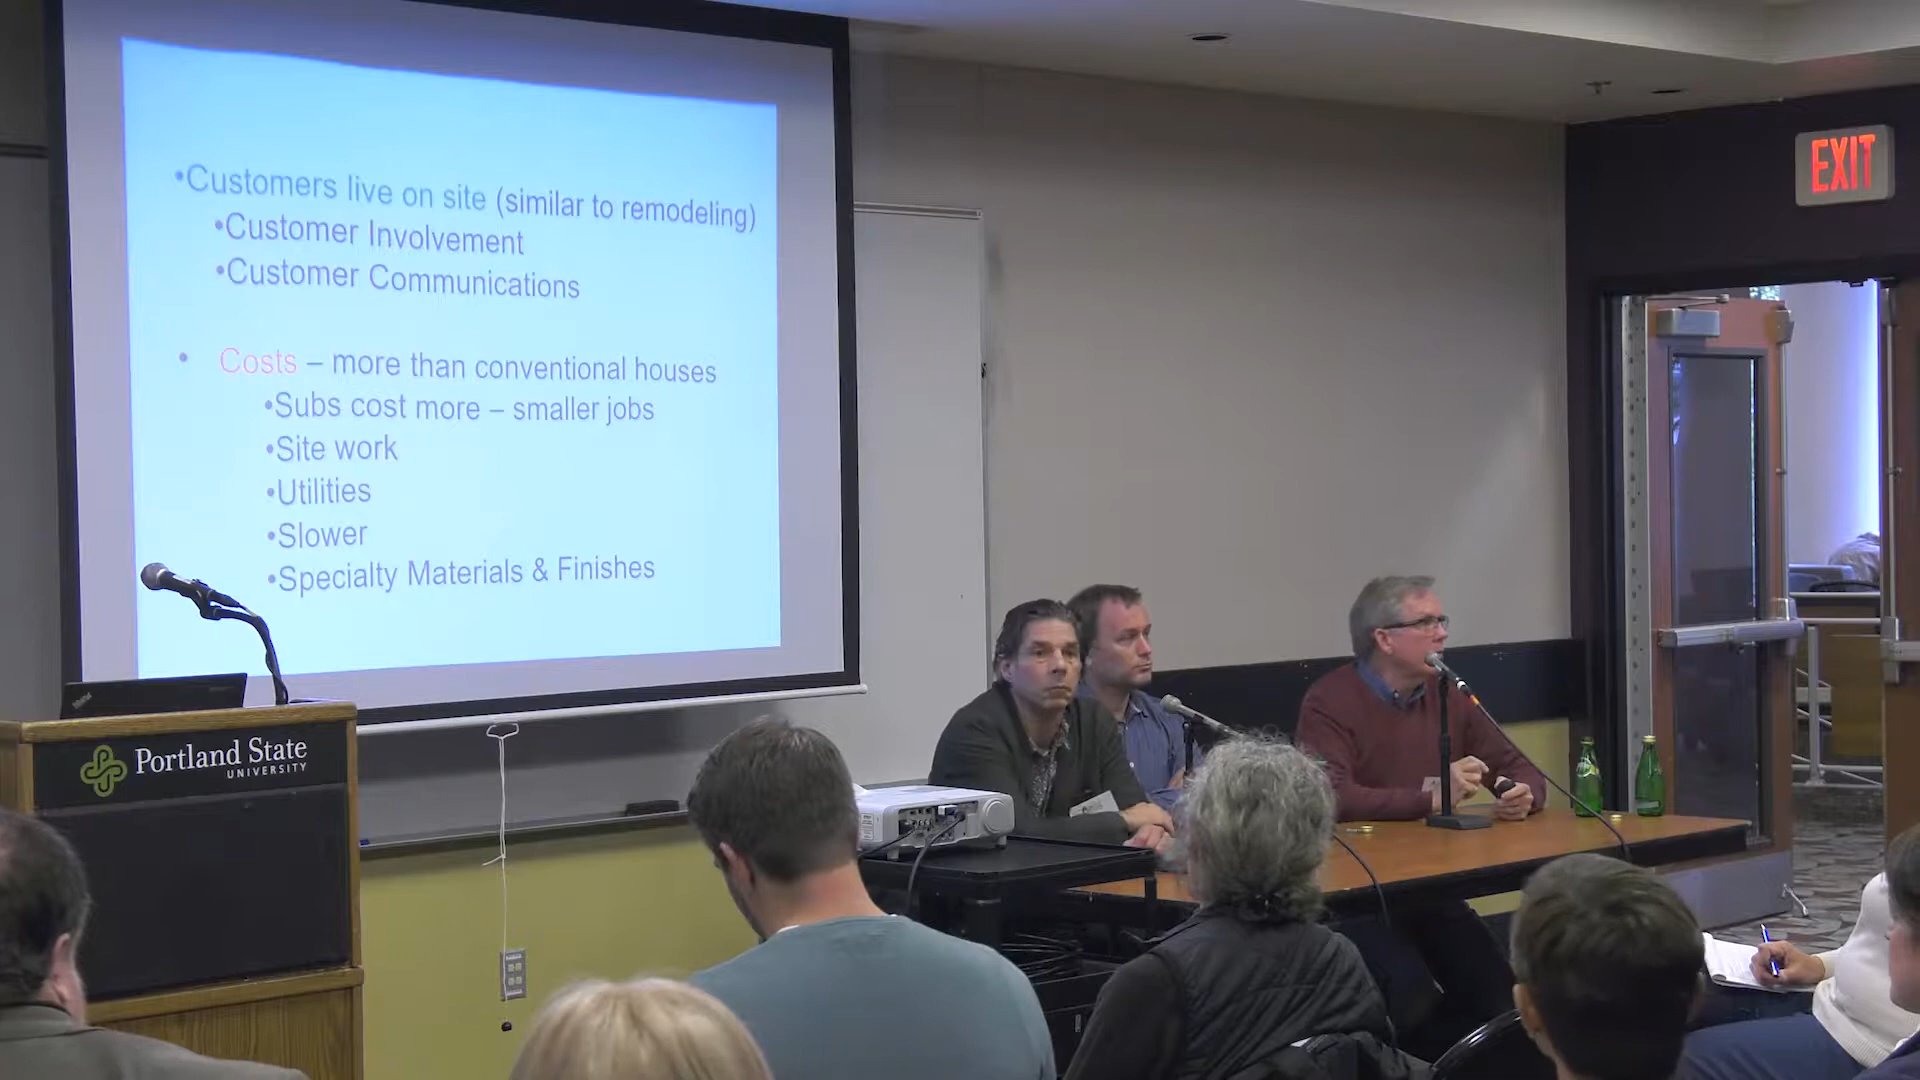 •Customers live on site (similar to remodeling)
•Customer Involvement
•Customer Communications
• Costs – more than conventional houses
•Subs cost more – smaller jobs
•Site work
•Utilities
•Slower
•Specialty Materials & Finishes
EXIT
Portland State
UNIVERSITY